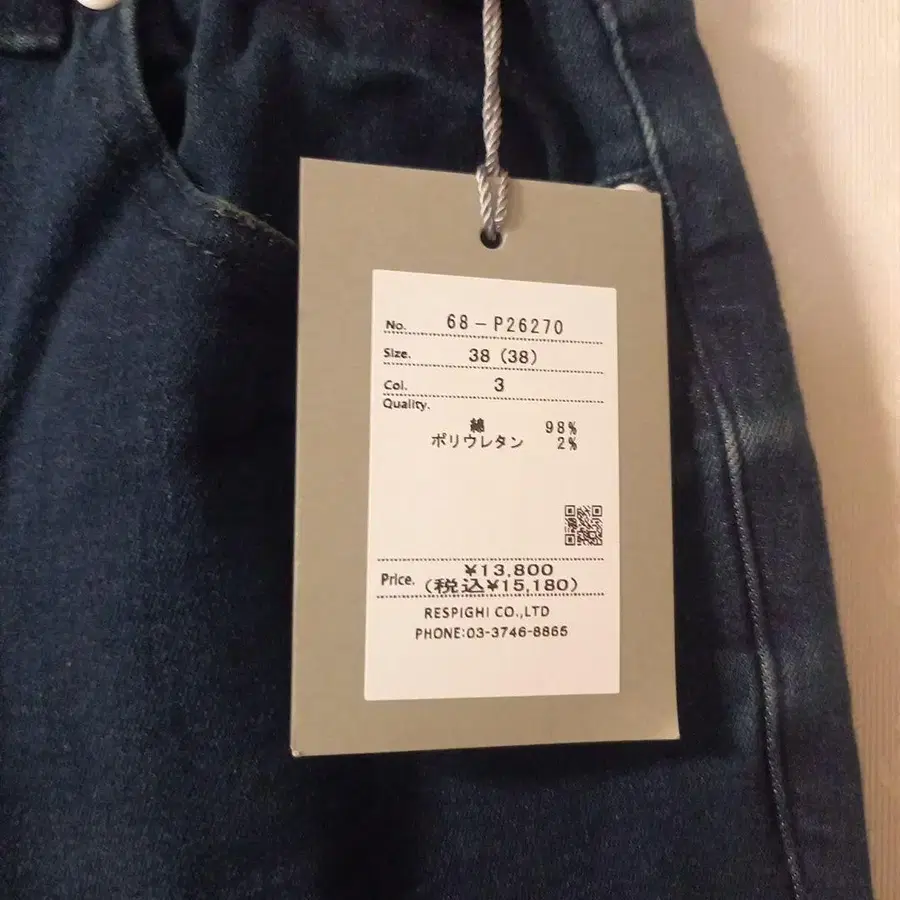 No. 68-P26270
Size. 38 (38)
Col. 3
Quality.
綿 98%
ポリウレタン 2%
Price. ¥13,800
(税込¥15,180)
RESPIGHI CO.,LTD
PHONE:03-3746-8865